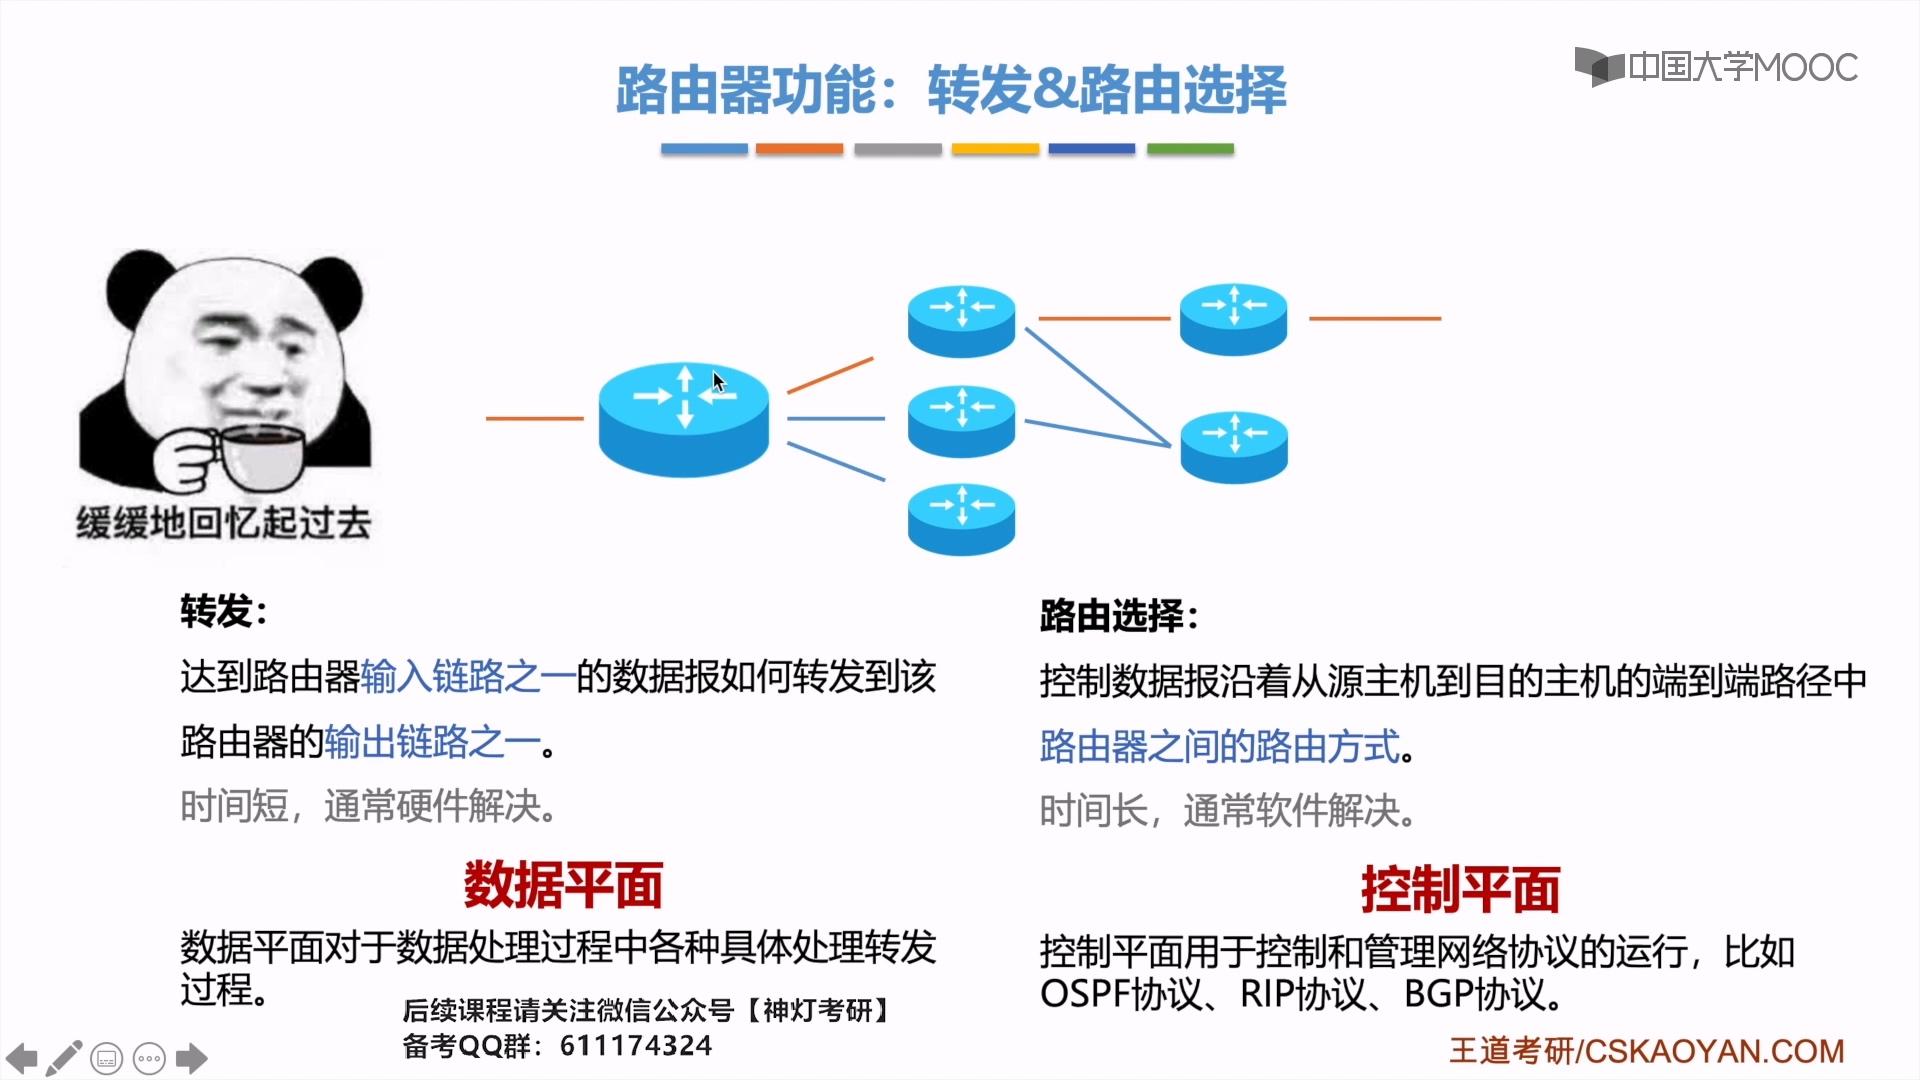 路由器功能：转发&路由选择
中国大学MOOC
缓缓地回忆起过去
转发：
达到路由器输入链路之一的数据报如何转发到该
路由器的输出链路之一。
时间短，通常硬件解决。
数据平面
数据平面对于数据处理过程中各种具体处理转发
过程。
路由选择：
控制数据报沿着从源主机到目的主机的端到端路径中
路由器之间的路由方式。
时间长，通常软件解决。
控制平面
控制平面用于控制和管理网络协议的运行，比如
OSPF协议、RIP协议、BGP协议。
后续课程请关注微信公众号【神灯考研】
备考QQ群：611174324
王道考研/CSKAOYAN.COM